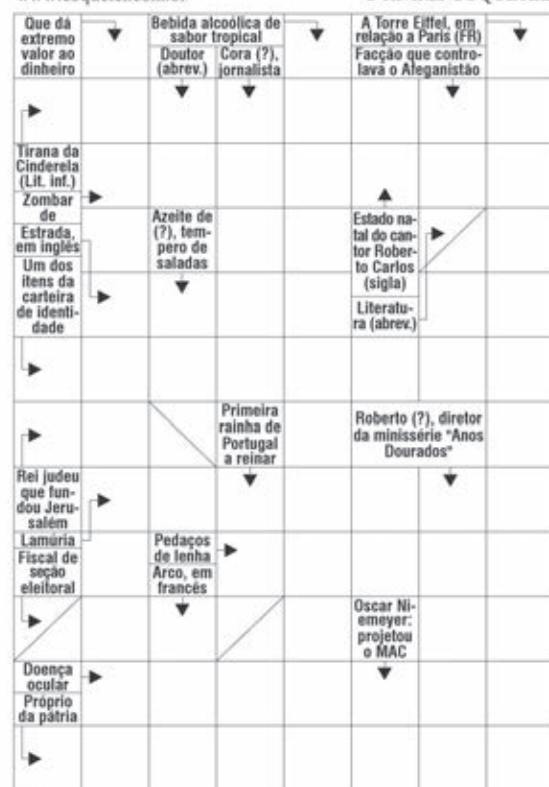 Que dá
extremo
valor ao
dinheiro
Bebida alcoólica de
sabor tropical
Doutor
(abrev.)
Cora (?),
jornalista
A Torre Eiffel, em
relação a Paris (FR)
Facção que contro-
lava o Afeganistão
Tirana da
Cinderela
(Lit. inf.)
Zombar
de
Estrada,
em inglês
Um dos
itens da
carteira
de identi-
dade
Azeite de
(?), tem-
pero de
saladas
Estado na-
tal do can-
tor Rober-
to Carlos
(sigla)
Literatu-
ra (abrev.)
Primeira
rainha de
Portugal
a reinar
Roberto (?), diretor
da minissérie "Anos
Dourados"
Rei judeu
que fun-
dou Jeru-
salém
Lamúria
Fiscal de
seção
eleitoral
Pedaços
de lenha
Arco, em
francês
Oscar Ni-
emeyer:
projetou
o MAC
Doença
ocular
Próprio
da pátria